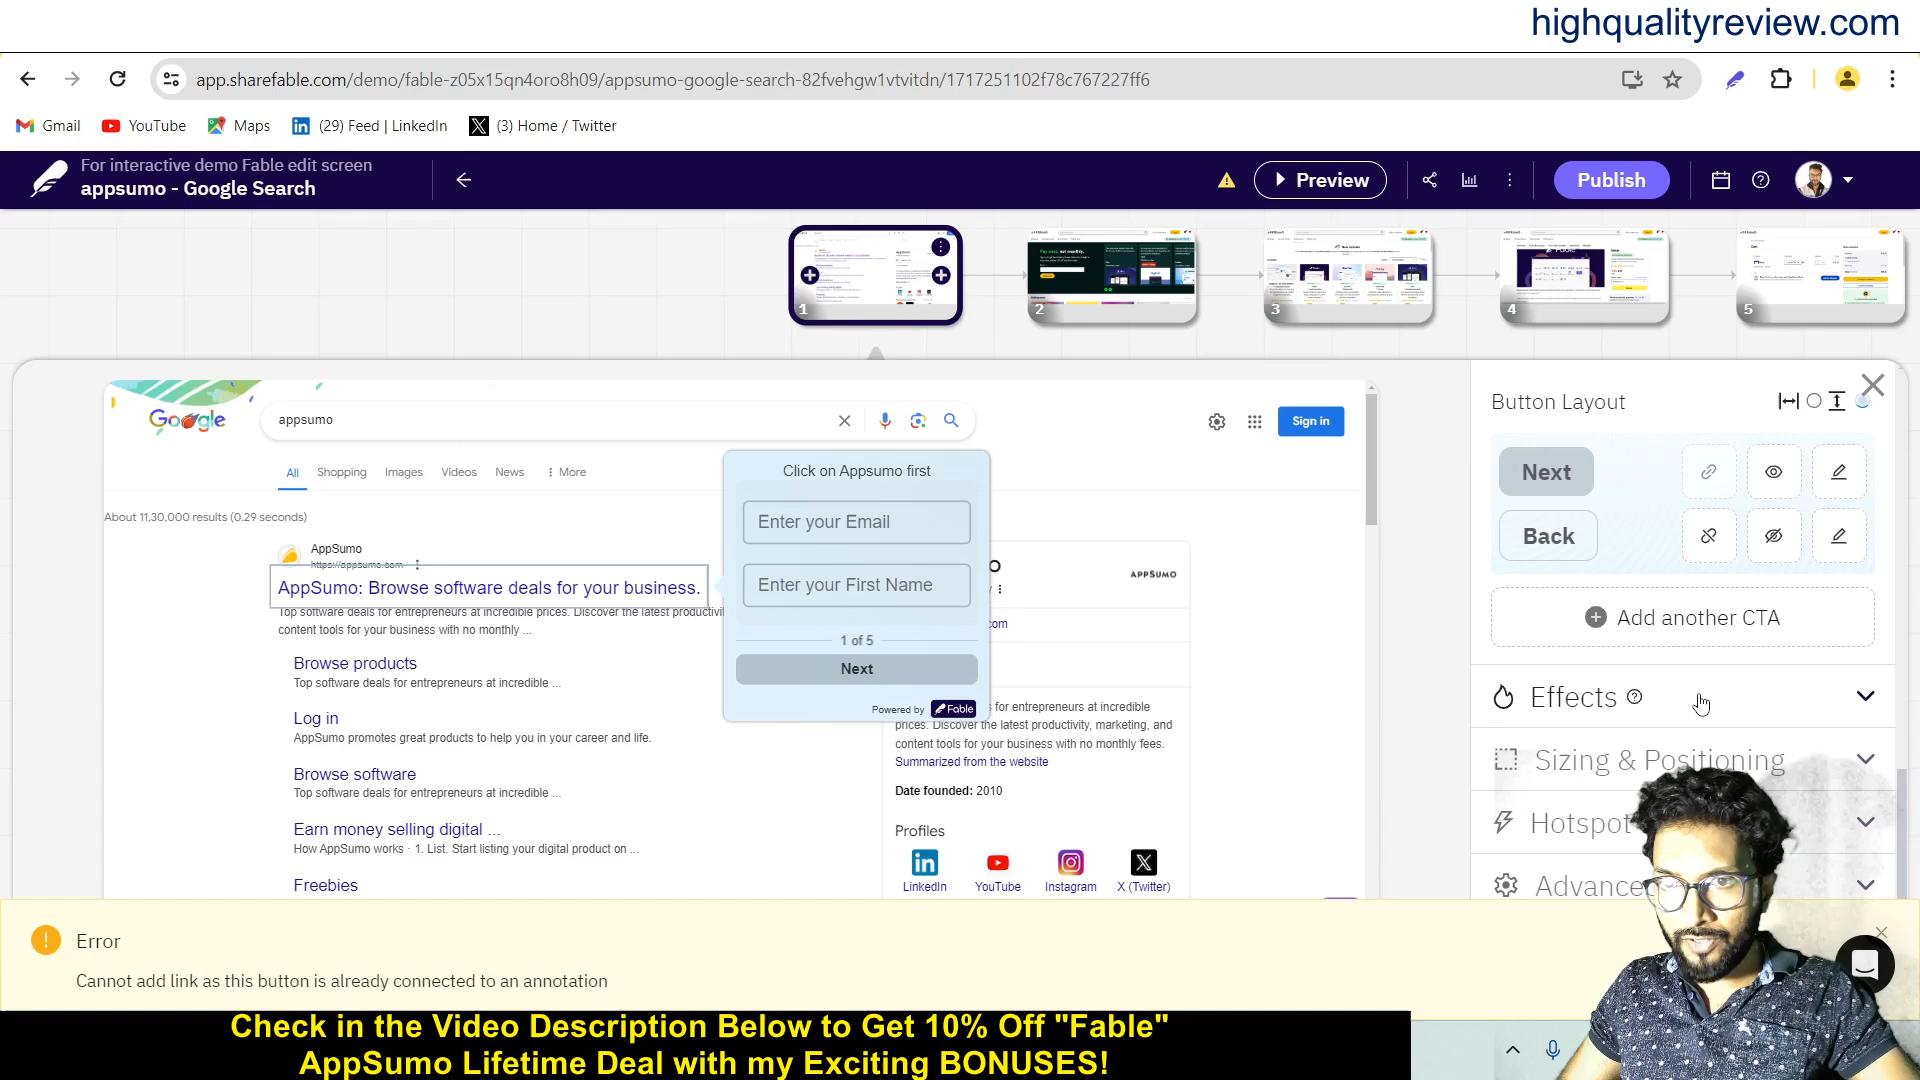 highqualityreview.com
app.sharefable.com/demo/fable-z05x15qn4oro8h09/appsumo-google-search-82fvehgw1vtvitdn/1717251102f78c767227ff6
Gmail YouTube Maps (29) Feed | LinkedIn (3) Home / Twitter
For interactive demo Fable edit screen
appsumo - Google Search
Preview
Publish
1
2
3
4
5
Google
appsumo
Sign in
All Shopping Images Videos News More
About 11,30,000 results (0.29 seconds)
AppSumo
https://appsumo.com
AppSumo: Browse software deals for your business.
Top software deals for entrepreneurs at incredible prices. Discover the latest productivi
content tools for your business with no monthly ...
Browse products
Top software deals for entrepreneurs at incredible ...
Log in
AppSumo promotes great products to help you in your career and life.
Browse software
Top software deals for entrepreneurs at incredible ...
Earn money selling digital ...
How AppSumo works · 1. List. Start listing your digital product on ...
Freebies
Click on Appsumo first
Enter your Email
Enter your First Name
1 of 5
Next
Powered by Fable
O
APPSUMO
com
for entrepreneurs at incredible
prices. Discover the latest productivity, marketing, and
content tools for your business with no monthly fees.
Summarized from the website
Date founded: 2010
Profiles
LinkedIn YouTube Instagram X (Twitter)
Button Layout
Next
Back
Add another CTA
Effects
Sizing & Positioning
Hotspot
Advanced
Error
Cannot add link as this button is already connected to an annotation
Check in the Video Description Below to Get 10% Off "Fable"
AppSumo Lifetime Deal with my Exciting BONUSES!